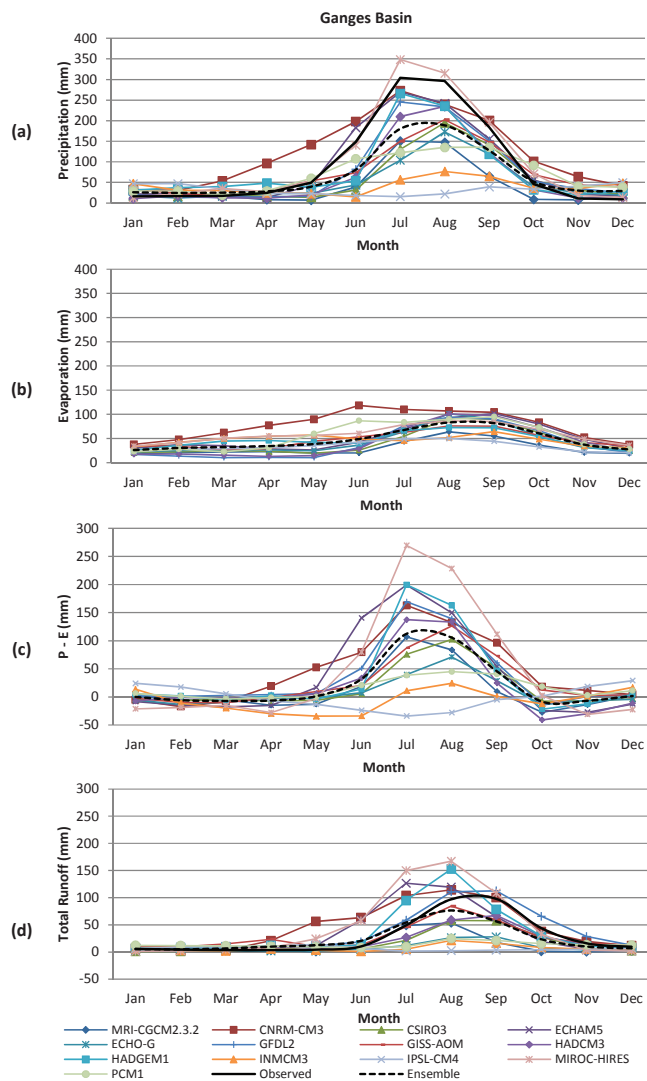 Ganges Basin
(a)
Precipitation (mm)
400
350
300
250
200
150
100
50
0
Jan Feb Mar Apr May Jun Jul Aug Sep Oct Nov Dec
Month
(b)
Evaporation (mm)
400
350
300
250
200
150
100
50
0
Jan Feb Mar Apr May Jun Jul Aug Sep Oct Nov Dec
Month
(c)
P - E (mm)
300
250
200
150
100
50
0
-50
Jan Feb Mar Apr May Jun Jul Aug Sep Oct Nov Dec
Month
(d)
Total Runoff (mm)
300
250
200
150
100
50
0
-50
Jan Feb Mar Apr May Jun Jul Aug Sep Oct Nov Dec
Month
MRI-CGCM2.3.2 CNRM-CM3 CSIRO3 ECHAM5
ECHO-G GFDL2 GISS-AOM HADCM3
HADGEM1 INMCM3 IPSL-CM4 MIROC-HIRES
PCM1 Observed Ensemble